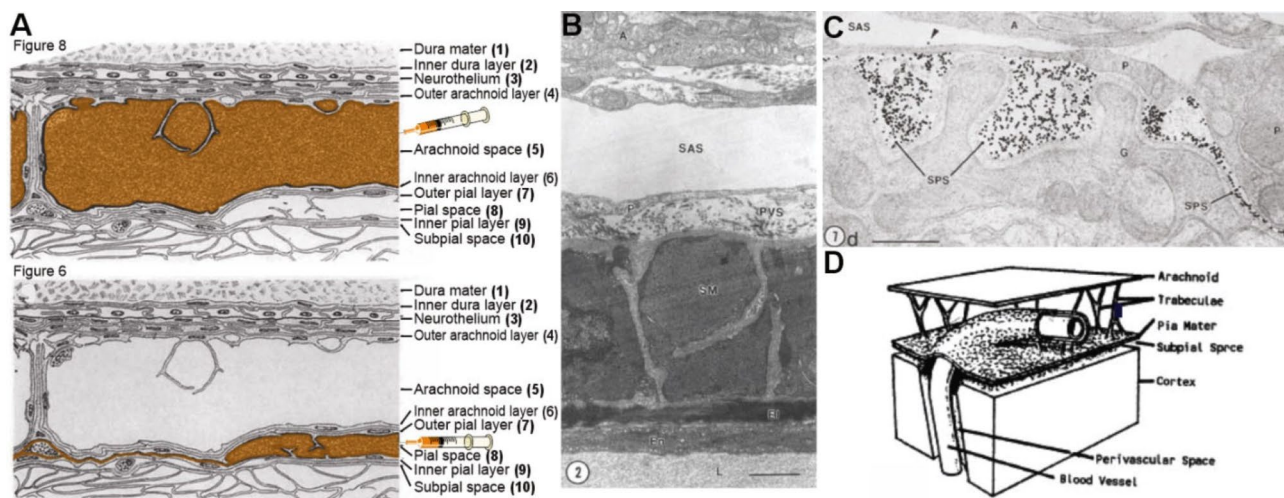 A
Figure 8
Dura mater (1)
Inner dura layer (2)
Neurothelium (3)
Outer arachnoid layer (4)
Arachnoid space (5)
Inner arachnoid layer (6)
Outer pial layer (7)
Pial space (8)
Inner pial layer (9)
Subpial space (10)
Figure 6
Dura mater (1)
Inner dura layer (2)
Neurothelium (3)
Outer arachnoid layer (4)
Arachnoid space (5)
Inner arachnoid layer (6)
Outer pial layer (7)
Pial space (8)
Inner pial layer (9)
Subpial space (10)
B
A
SAS
P
PVS
SM
El
En
L
2
C
SAS
A
P
SPS
G
P
SPS
1 d
D
Arachnoid
Trabeculae
Pia Mater
Subpial Sprce
Cortex
Perivascular Space
Blood Vessel